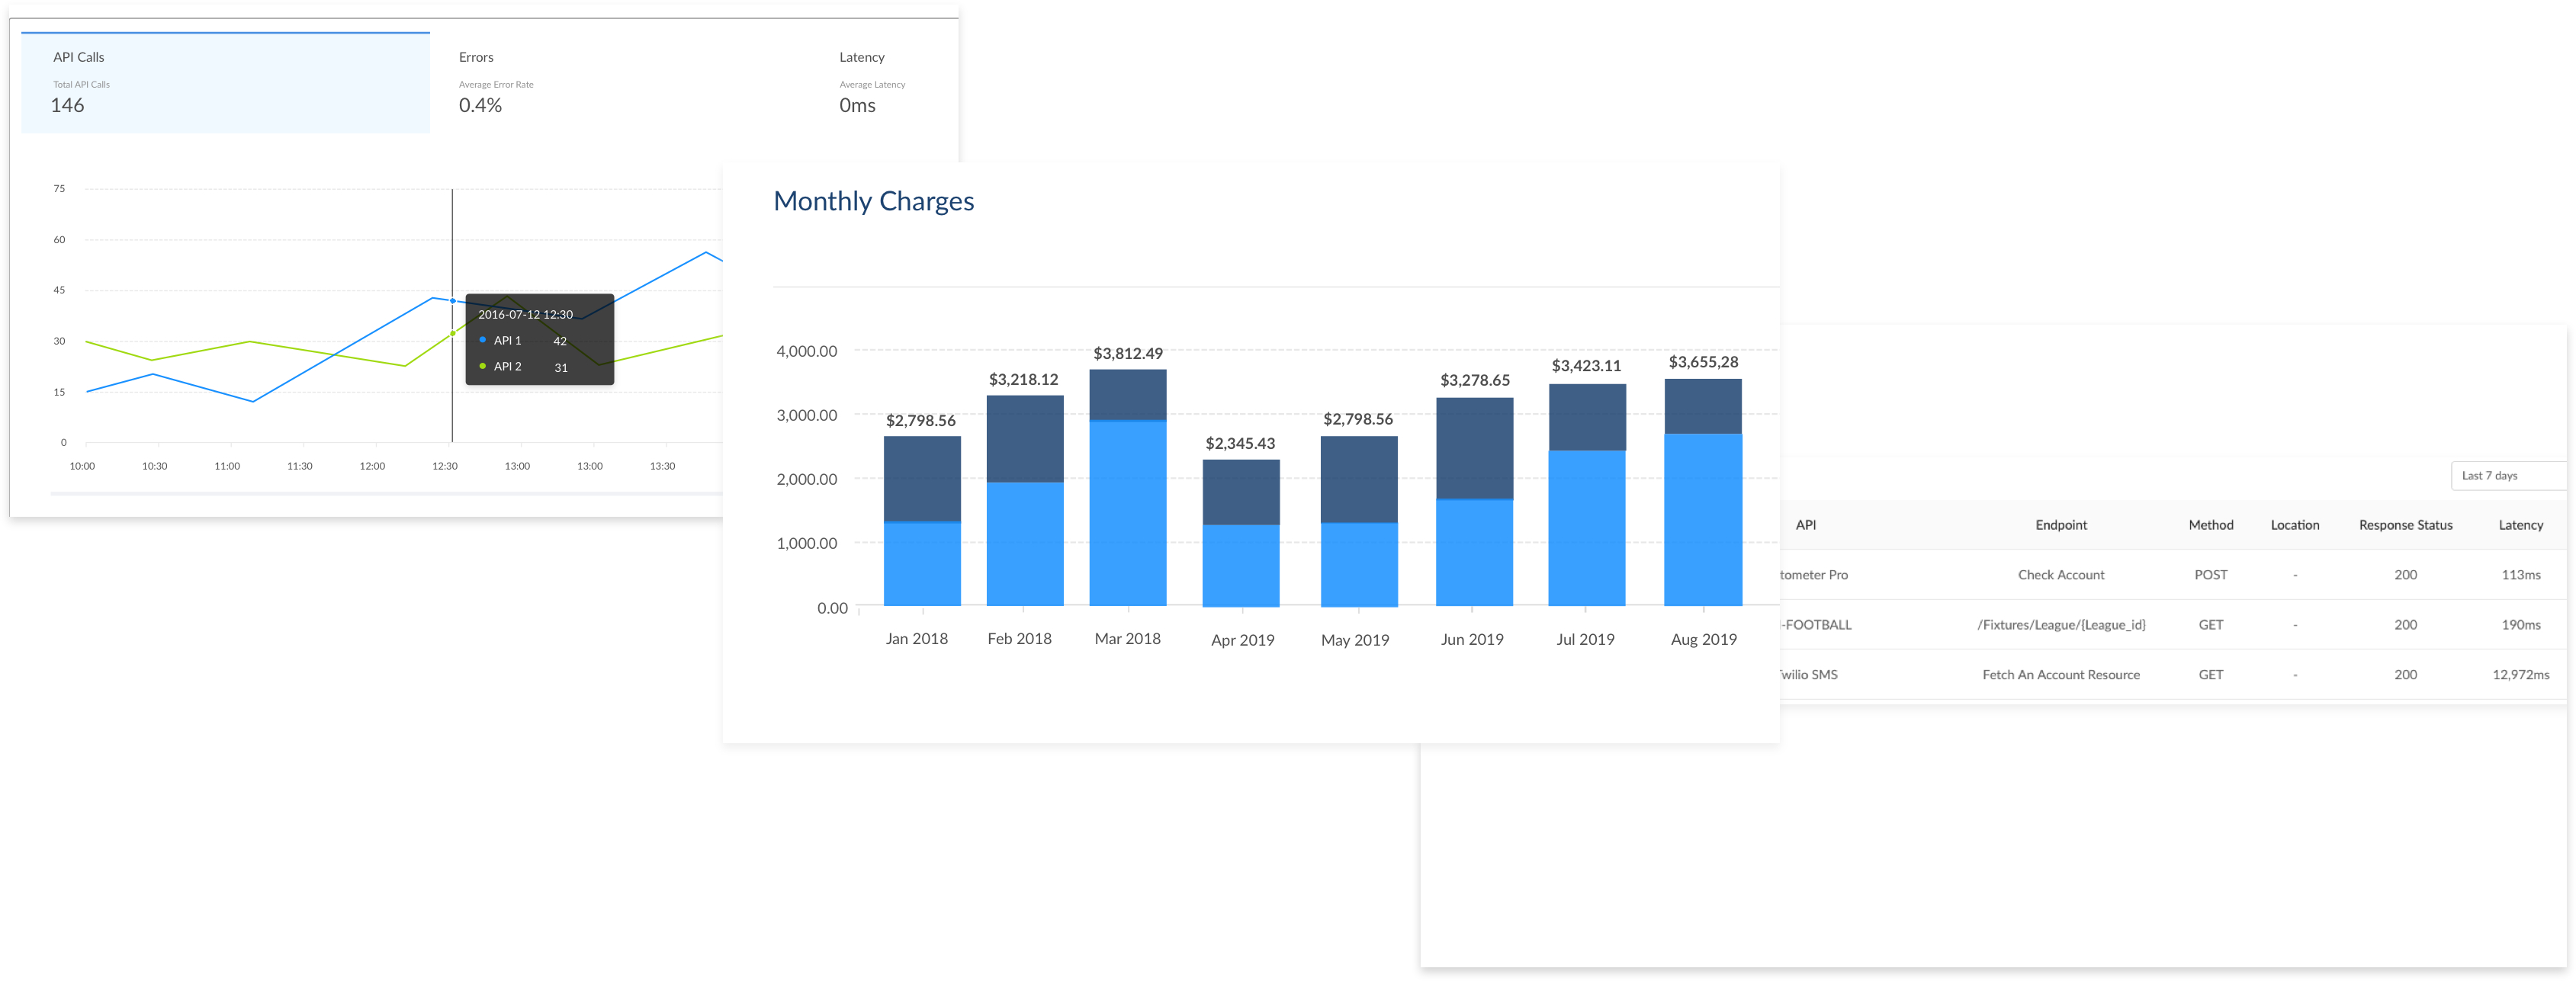 API Calls
Total API Calls
146
Errors
Average Error Rate
0.4%
Latency
Average Latency
0ms
75
60
45
30
15
0
2016-07-12 12:30
API 1 42
API 2 31
10:00 10:30 11:00 11:30 12:00 12:30 13:00 13:00 13:30
Monthly Charges
4,000.00
3,000.00
2,000.00
1,000.00
0.00
$2,798.56
$3,218.12
$3,812.49
$2,345.43
$2,798.56
$3,278.65
$3,423.11
$3,655,28
Jan 2018 Feb 2018 Mar 2018 Apr 2019 May 2019 Jun 2019 Jul 2019 Aug 2019
Last 7 days
API Endpoint Method Location Response Status Latency
tometer Pro Check Account POST - 200 113ms
-FOOTBALL /Fixtures/League/{League_id} GET - 200 190ms
wilio SMS Fetch An Account Resource GET - 200 12,972ms